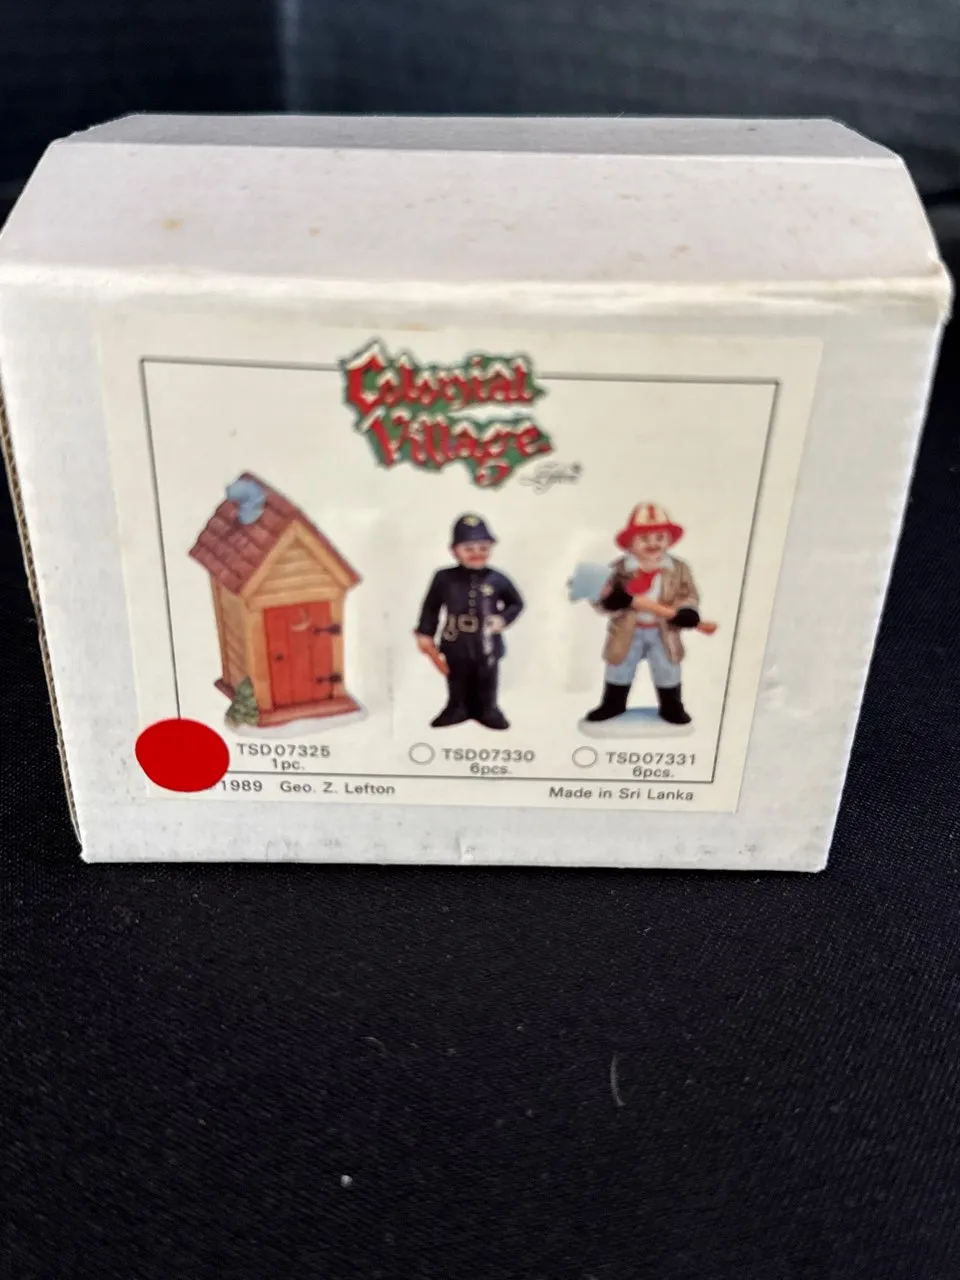 Colonial
Village
Lefton®
TSD07325
1pc.
TSD07330
6pcs.
TSD07331
6pcs.
1989 Geo. Z. Lefton
Made in Sri Lanka